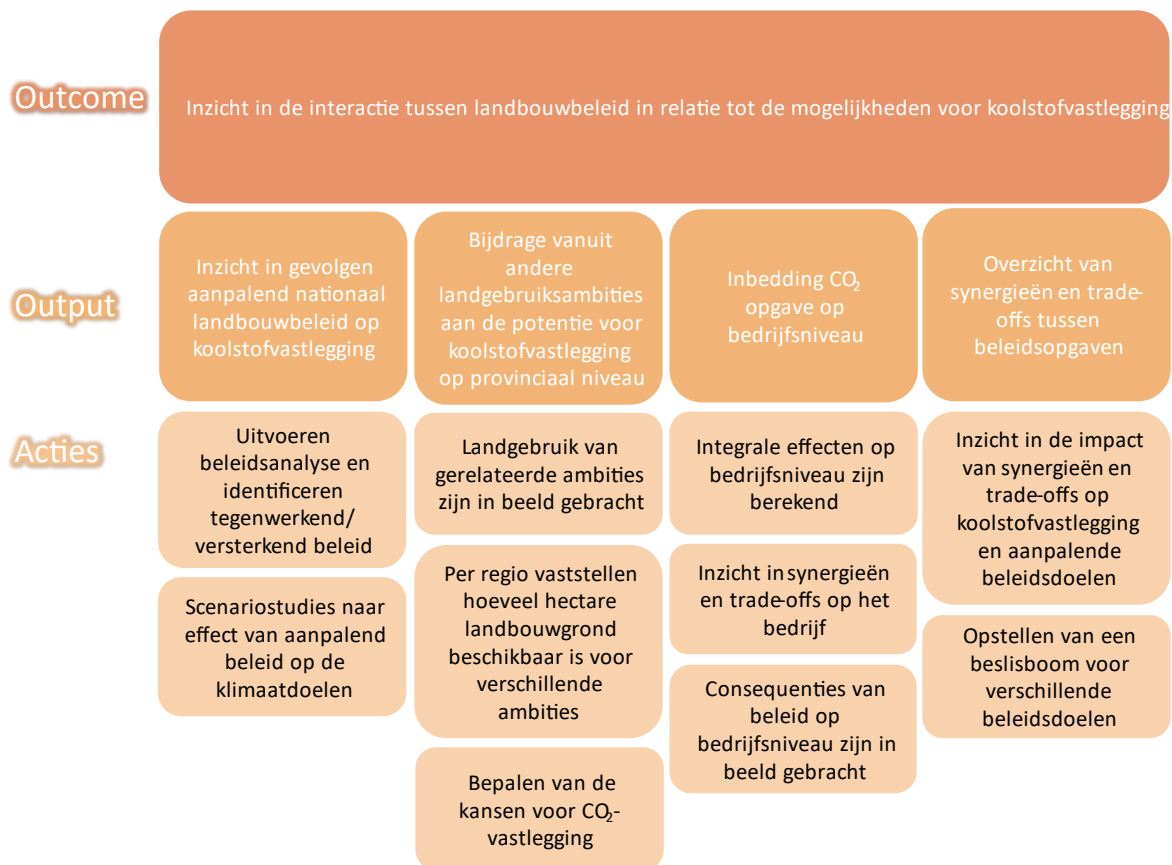 Outcome
Inzicht in de interactie tussen landbouwbeleid in relatie tot de mogelijkheden voor koolstofvastlegging
Output
Inzicht in gevolgen
aanpalend nationaal
landbouwbeleid op
koolstofvastlegging
Bijdrage vanuit
andere
landgebruiksambities
aan de potentie voor
koolstofvastlegging
op provinciaal niveau
Inbedding CO₂
opgave op
bedrijfsniveau
Overzicht van
synergieën en trade-
offs tussen
beleidsopgaven
Acties
Uitvoeren
beleidsanalyse en
identificeren
tegenwerkend/
versterkend beleid
Scenariostudies naar
effect van aanpalend
beleid op de
klimaatdoelen
Landgebruik van
gerelateerde ambities
zijn in beeld gebracht
Per regio vaststellen
hoeveel hectare
landbouwgrond
beschikbaar is voor
verschillende
ambities
Bepalen van de
kansen voor CO₂-
vastlegging
Integrale effecten op
bedrijfsniveau zijn
berekend
Inzicht in synergieën
en trade-offs op het
bedrijf
Consequenties van
beleid op
bedrijfsniveau zijn in
beeld gebracht
Inzicht in de impact
van synergieën en
trade-offs op
koolstofvastlegging
en aanpalende
beleidsdoelen
Opstellen van een
beslisboom voor
verschillende
beleidsdoelen